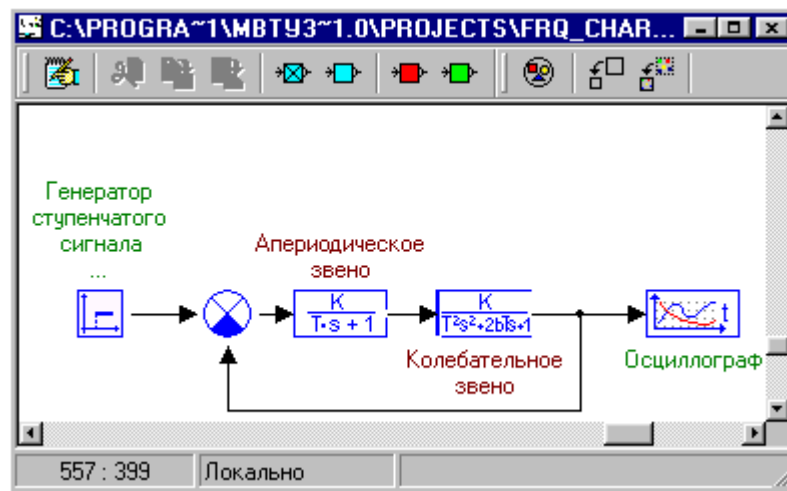 C:\PROGRA~1\МВТУ3~1.0\PROJECTS\FRQ_CHAR...
Генератор
ступенчатого
сигнала
...
Апериодическое
звено
K
T·s + 1
K
T²s²+2bTs+1
t
Колебательное
звено
Осциллограф
557 : 399
Локально